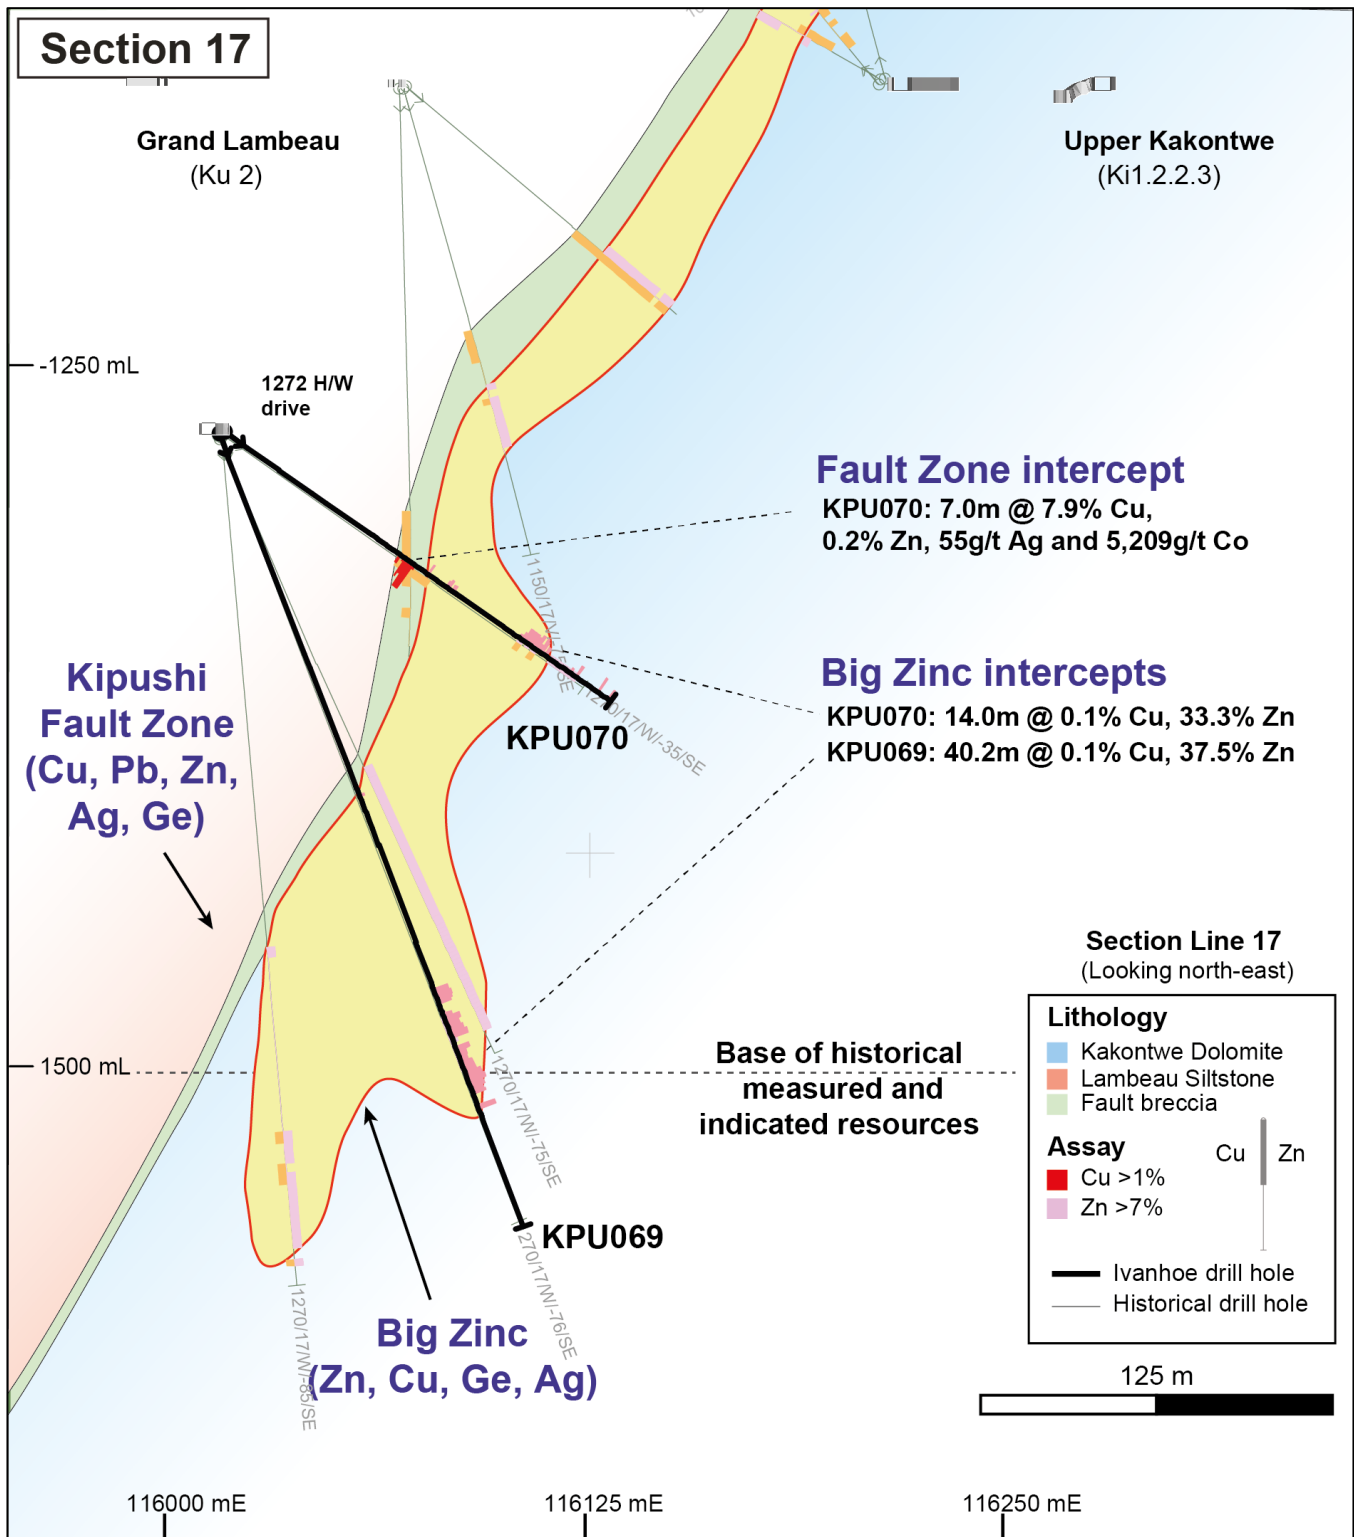 Section 17
Grand Lambeau
(Ku 2)
Upper Kakontwe
(Ki1.2.2.3)
-1250 mL
1272 H/W
drive
Fault Zone intercept
KPU070: 7.0m @ 7.9% Cu,
0.2% Zn, 55g/t Ag and 5,209g/t Co
1150/17/W/-75/SE
1270/17/W/-35/SE
KPU070
Big Zinc intercepts
KPU070: 14.0m @ 0.1% Cu, 33.3% Zn
KPU069: 40.2m @ 0.1% Cu, 37.5% Zn
Kipushi
Fault Zone
(Cu, Pb, Zn,
Ag, Ge)
1500 mL
Base of historical
measured and
indicated resources
1270/17/W/-75/SE
KPU069
1270/17/W/-76/SE
1270/17/W/-85/SE
Big Zinc
(Zn, Cu, Ge, Ag)
Section Line 17
(Looking north-east)
Lithology
Kakontwe Dolomite
Lambeau Siltstone
Fault breccia
Assay
Cu >1%
Zn >7%
Cu
Zn
Ivanhoe drill hole
Historical drill hole
125 m
116000 mE
116125 mE
116250 mE